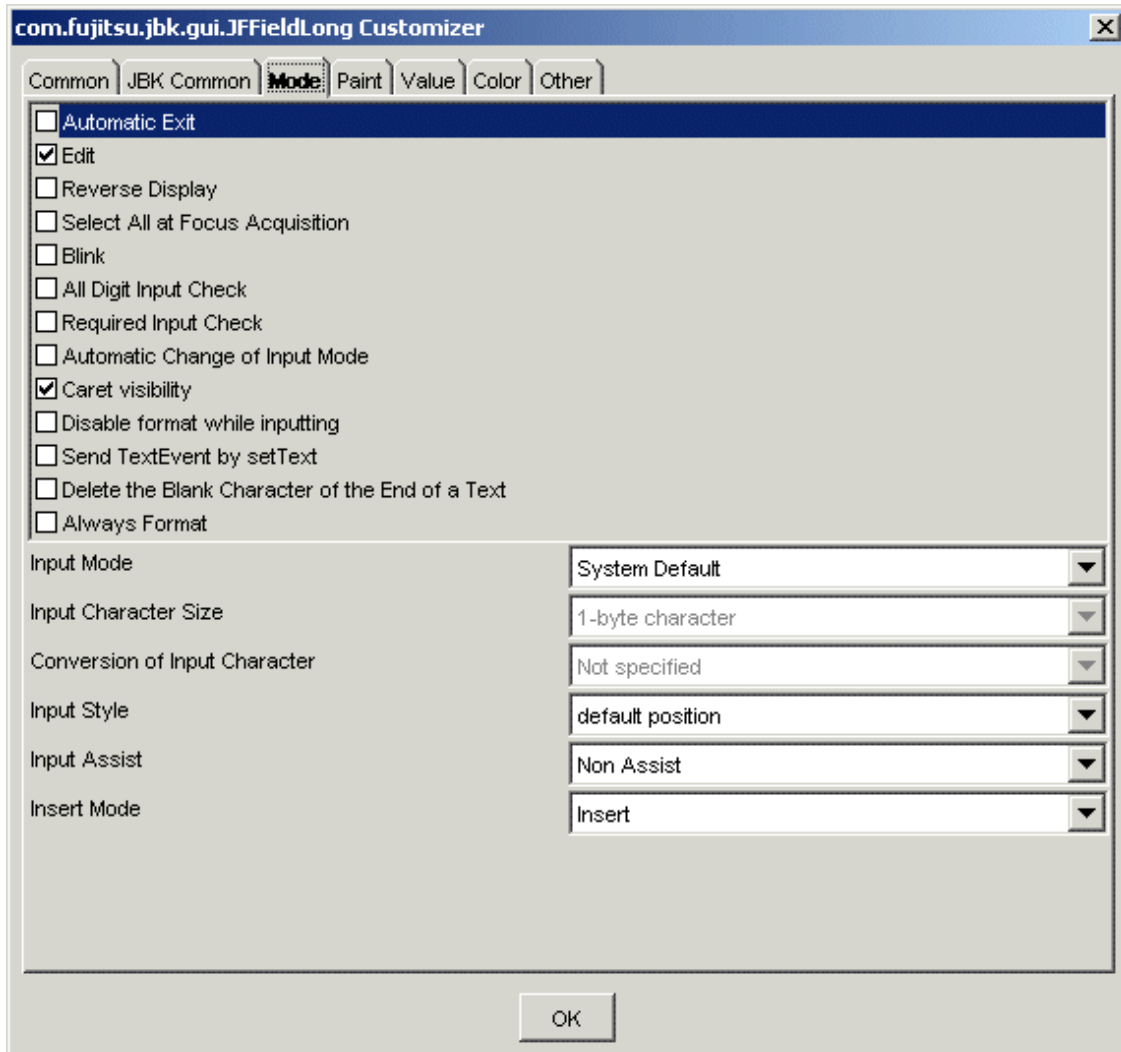 com.fujitsu.jbk.gui.JFFieldLong Customizer
Common JBK Common Mode Paint Value Color Other
Automatic Exit
Edit
Reverse Display
Select All at Focus Acquisition
Blink
All Digit Input Check
Required Input Check
Automatic Change of Input Mode
Caret visibility
Disable format while inputting
Send TextEvent by setText
Delete the Blank Character of the End of a Text
Always Format
Input Mode System Default
Input Character Size 1-byte character
Conversion of Input Character Not specified
Input Style default position
Input Assist Non Assist
Insert Mode Insert
OK